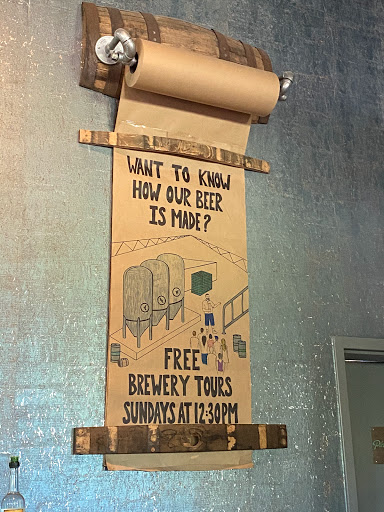 WANT TO KNOW
HOW OUR BEER
IS MADE?
FREE
BREWERY TOURS
SUNDAYS AT 12:30PM